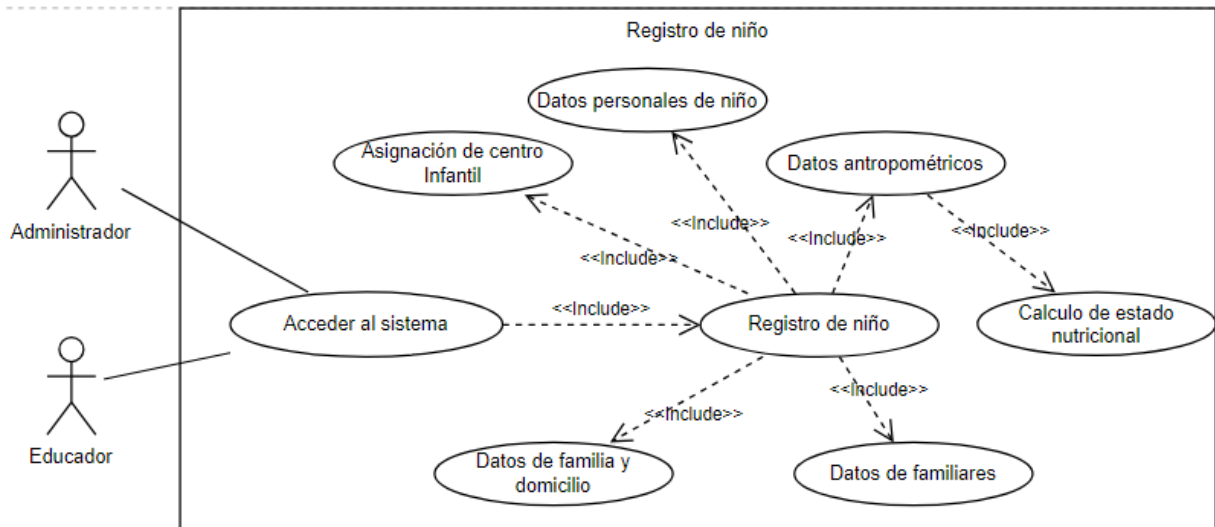 Registro de niño
Datos personales de niño
Asignación de centro
Infantil
Datos antropométricos
Administrador
<<Include>>
<<Include>>
<<Include>>
<<Include>>
<<Include>>
Acceder al sistema
Registro de niño
Calculo de estado
nutricional
<<Include>>
<<Include>>
Educador
Datos de familia y
domicilio
Datos de familiares